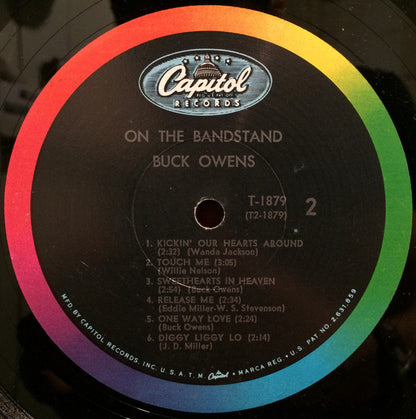 Capitol
RECORDS
ON THE BANDSTAND
BUCK OWENS
T-1879
(T2-1879)
2
1. KICKIN' OUR HEARTS AROUND
(2:32) (Wanda Jackson)
2. TOUCH ME (3:05)
(Willie Nelson)
3. SWEETHEARTS IN HEAVEN
(2:54) (Buck Owens)
4. RELEASE ME (2:34)
(Eddie Miller-W. S. Stevenson)
5. ONE WAY LOVE (2:24)
(Buck Owens)
6. DIGGY LIGGY LO (2:14)
(J. D. Miller)
MFD. BY CAPITOL RECORDS, INC. U.S.A. T.M. Capitol MARCA REG. • U.S. PAT. NO. 2,631,859